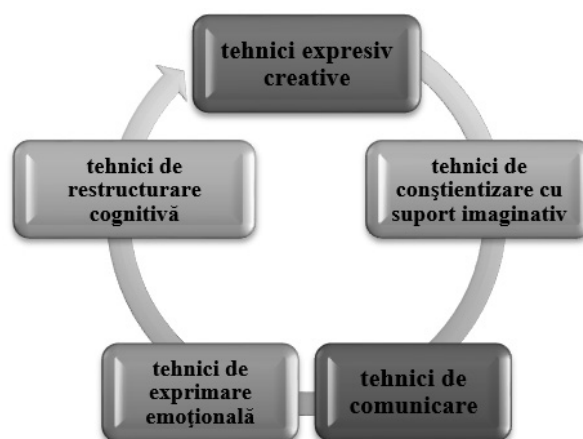 tehnici expresiv
creative
tehnici de
conştientizare cu
suport imaginativ
tehnici de
comunicare
tehnici de
exprimare
emoţională
tehnici de
restructurare
cognitivă